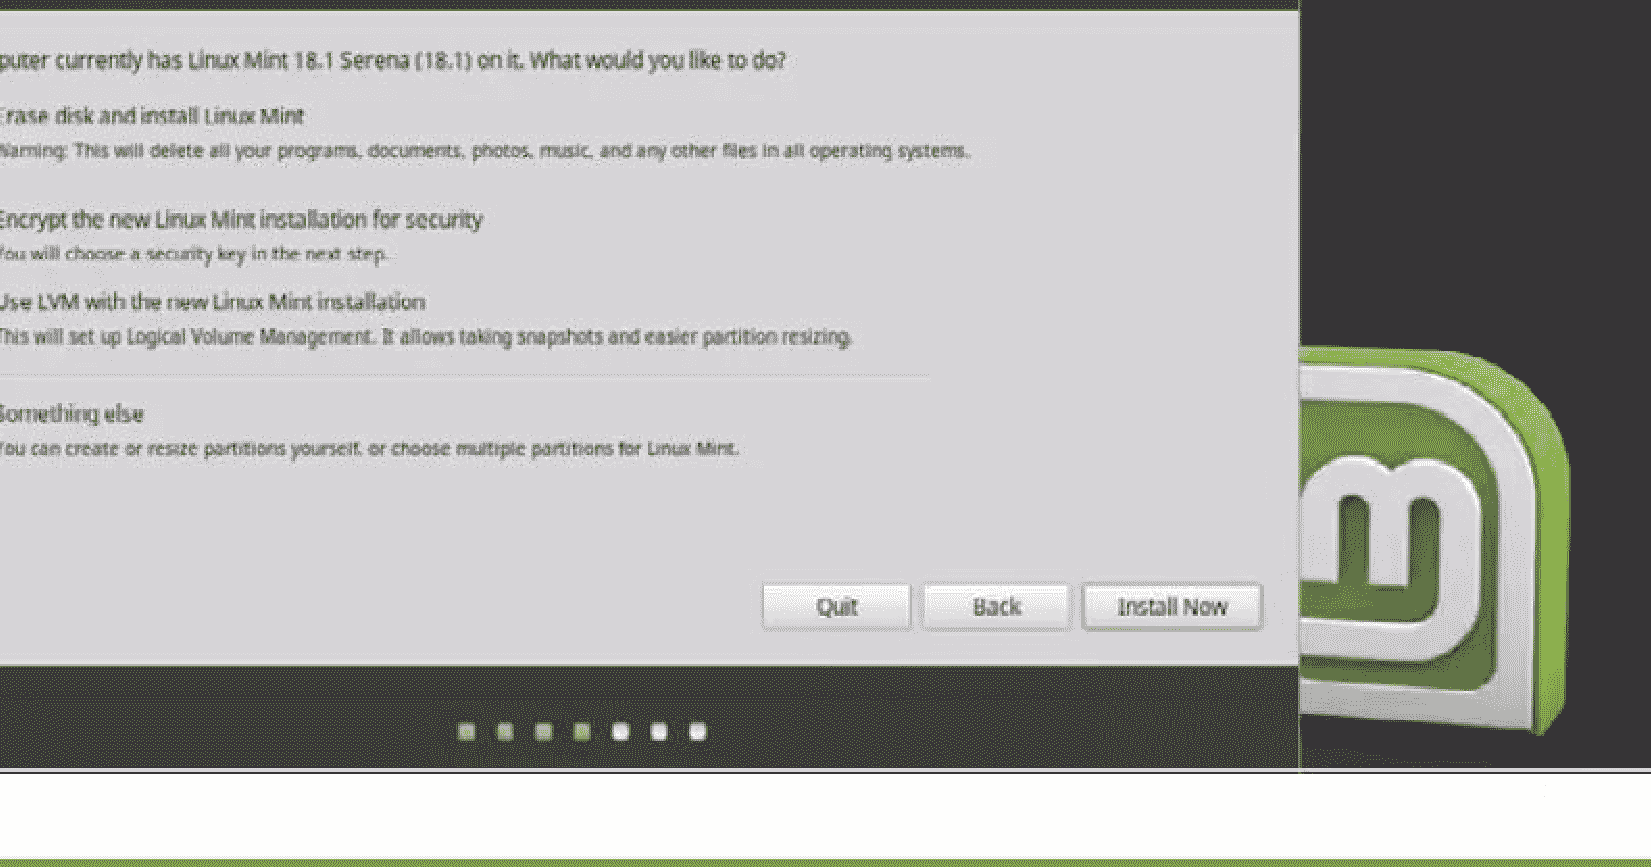 puter currently has Linux Mint 18.1 Serena (18.1) on it. What would you like to do?
Erase disk and install Linux Mint
Warning: This will delete all your programs, documents, photos, music, and any other files in all operating systems.
Encrypt the new Linux Mint installation for security
You will choose a security key in the next step.
Use LVM with the new Linux Mint installation
This will set up Logical Volume Management. It allows taking snapshots and easier partition resizing.
Something else
You can create or resize partitions yourself, or choose multiple partitions for Linux Mint.
Quit Back Install Now